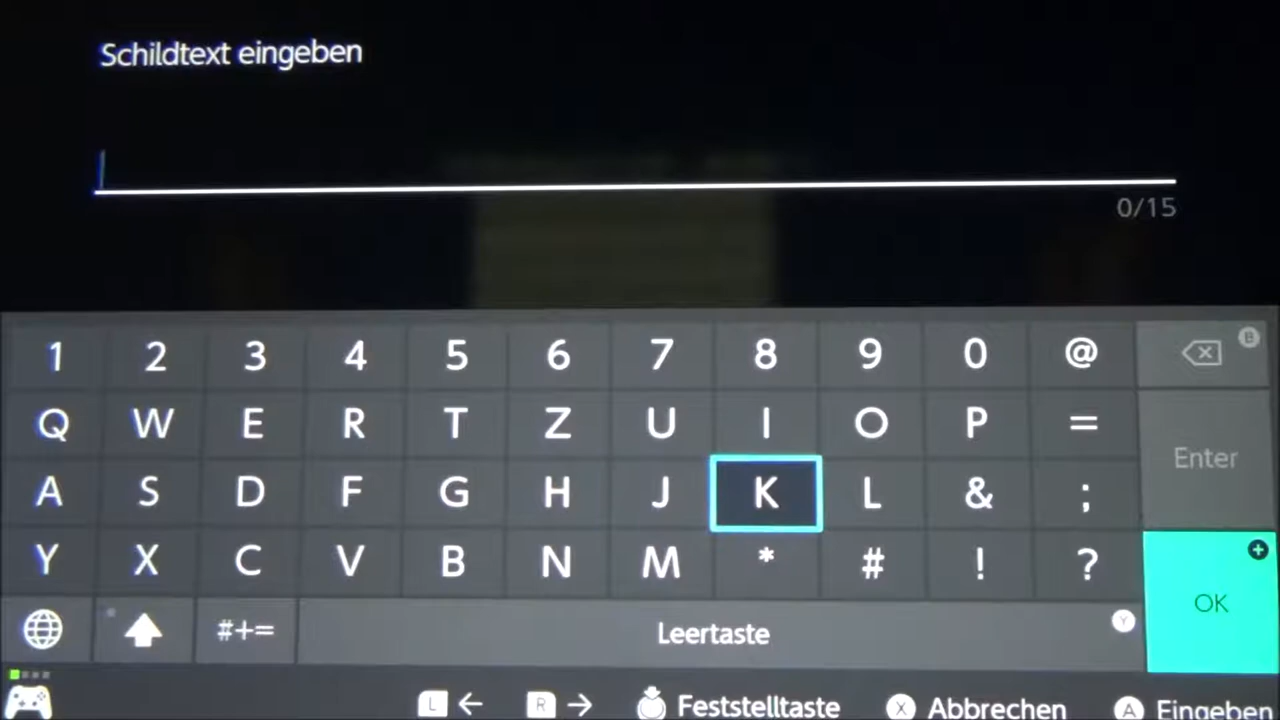 Schildtext eingeben
0/15
1 2 3 4 5 6 7 8 9 0 @ B
Q W E R T Z U I O P = Enter
A S D F G H J K L & ;
Y X C V B N M * # ! ? + OK
#+= Leertaste Y
L ← R → Feststelltaste X Abbrechen A Eingeben